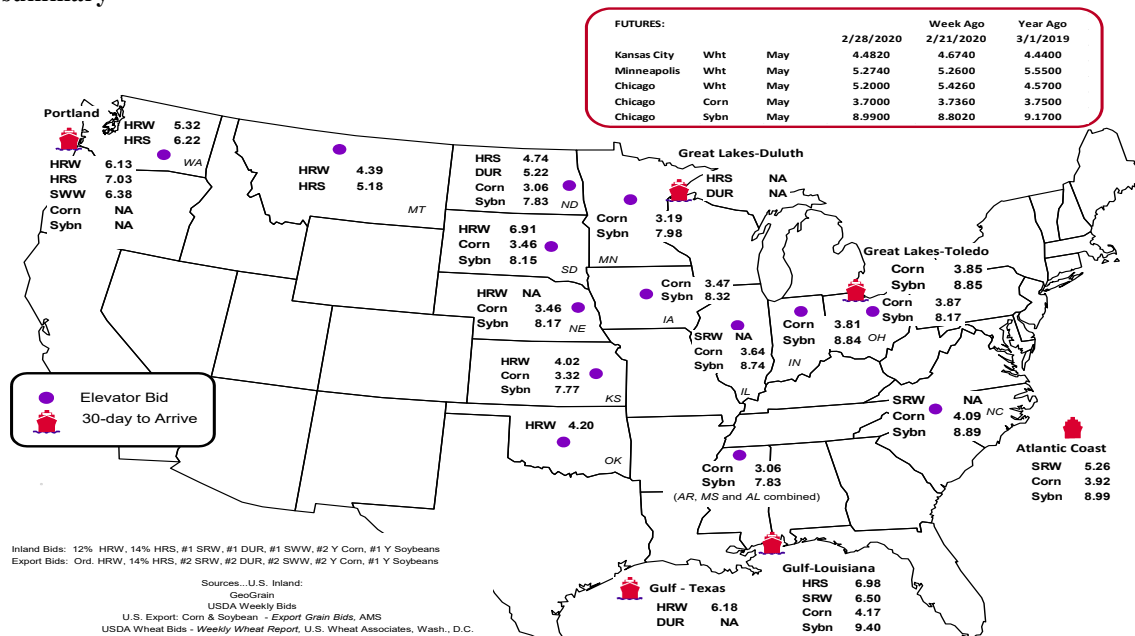 summary
FUTURES: Week Ago Year Ago
2/28/2020 2/21/2020 3/1/2019
Kansas City Wht May 4.4820 4.6740 4.4400
Minneapolis Wht May 5.2740 5.2600 5.5500
Chicago Wht May 5.2000 5.4260 4.5700
Chicago Corn May 3.7000 3.7360 3.7500
Chicago Sybn May 8.9900 8.8020 9.1700
Portland
HRW 6.13
HRS 7.03
SWW 6.38
Corn NA
Sybn NA
HRW 5.32
HRS 6.22
WA
HRW 4.39
HRS 5.18
MT
HRS 4.74
DUR 5.22
Corn 3.06
Sybn 7.83
ND
Great Lakes-Duluth
HRS NA
DUR NA
Corn 3.19
Sybn 7.98
MN
HRW 6.91
Corn 3.46
Sybn 8.15
SD
Great Lakes-Toledo
Corn 3.85
Sybn 8.85
Corn 3.87
Sybn 8.17
OH
HRW NA
Corn 3.46
Sybn 8.17
NE
Corn 3.47
Sybn 8.32
IA
SRW NA
Corn 3.64
Sybn 8.74
IL
Corn 3.81
Sybn 8.84
IN
HRW 4.02
Corn 3.32
Sybn 7.77
KS
Elevator Bid
30-day to Arrive
HRW 4.20
OK
SRW NA
Corn 4.09
Sybn 8.89
NC
Atlantic Coast
SRW 5.26
Corn 3.92
Sybn 8.99
Corn 3.06
Sybn 7.83
(AR, MS and AL combined)
Gulf - Texas
HRW 6.18
DUR NA
Gulf-Louisiana
HRS 6.98
SRW 6.50
Corn 4.17
Sybn 9.40
Inland Bids: 12% HRW, 14% HRS, #1 SRW, #1 DUR, #1 SWW, #2 Y Corn, #1 Y Soybeans
Export Bids: Ord. HRW, 14% HRS, #2 SRW, #2 DUR, #2 SWW, #2 Y Corn, #1 Y Soybeans
Sources...U.S. Inland:
GeoGrain
USDA Weekly Bids
U.S. Export: Corn & Soybean - Export Grain Bids, AMS
USDA Wheat Bids - Weekly Wheat Report, U.S. Wheat Associates, Wash., D.C.